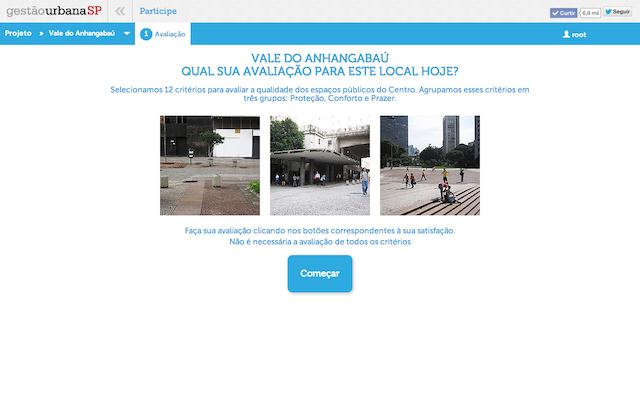 gestãourbanaSP
Participe
Curtir 6,9 mil Seguir
Projeto » Vale do Anhangabaú 1 Avaliação root
VALE DO ANHANGABAÚ
QUAL SUA AVALIAÇÃO PARA ESTE LOCAL HOJE?
Selecionamos 12 critérios para avaliar a qualidade dos espaços públicos do Centro. Agrupamos esses critérios em
três grupos: Proteção, Conforto e Prazer.
Faça sua avaliação clicando nos botões correspondentes à sua satisfação.
Não é necessária a avaliação de todos os critérios
Começar